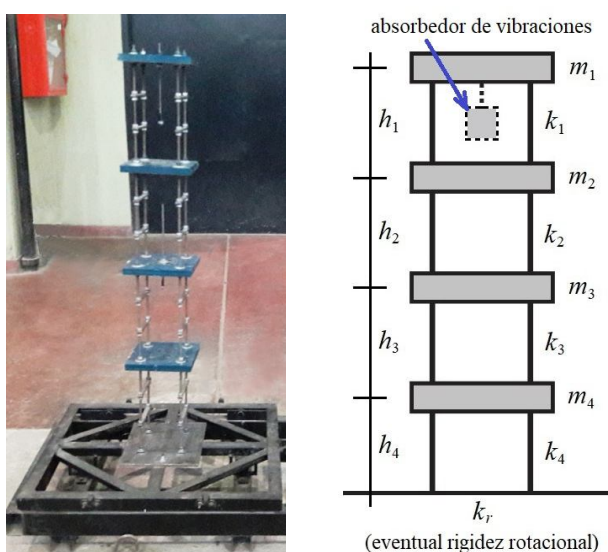 absorbedor de vibraciones
m₁
h₁
k₁
m₂
h₂
k₂
m₃
h₃
k₃
m₄
h₄
k₄
kᵣ
(eventual rigidez rotacional)